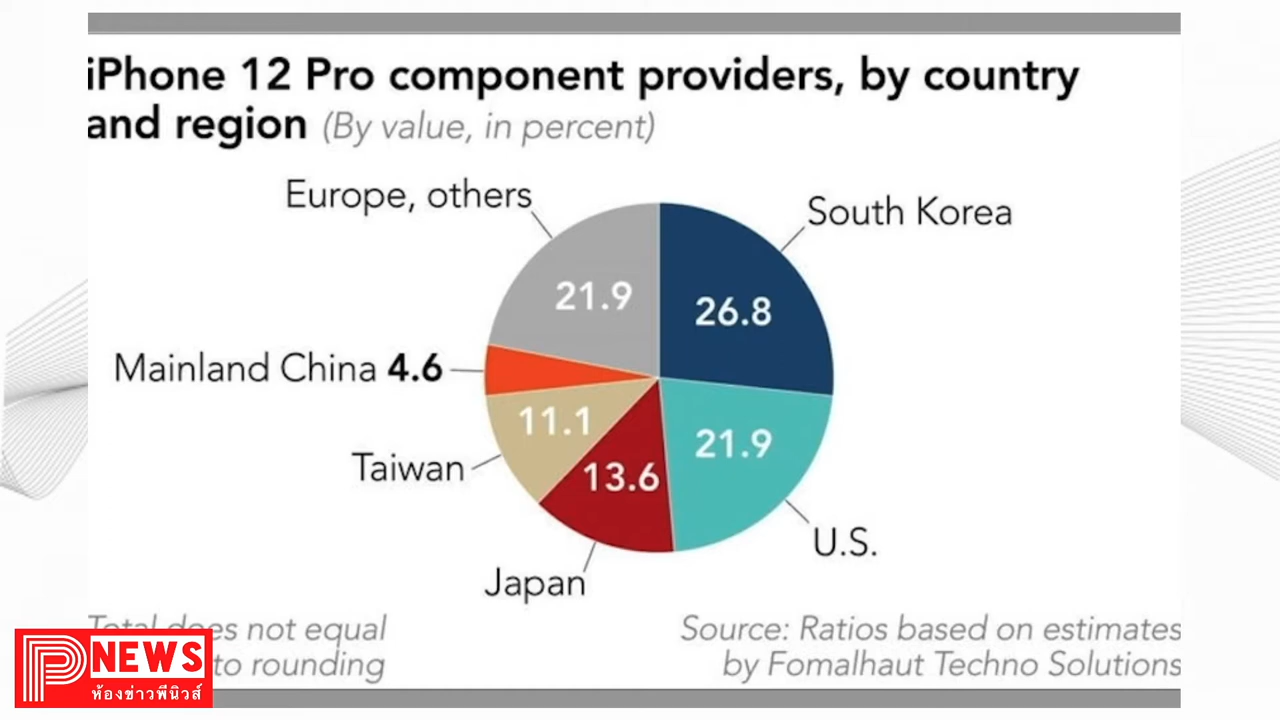 iPhone 12 Pro component providers, by country
and region (By value, in percent)
Europe, others
South Korea
21.9
26.8
Mainland China 4.6
11.1
21.9
Taiwan
13.6
U.S.
Japan
Total does not equal
to rounding
Source: Ratios based on estimates
by Fomalhaut Techno Solutions
P NEWS
ห้องข่าวพีนิวส์